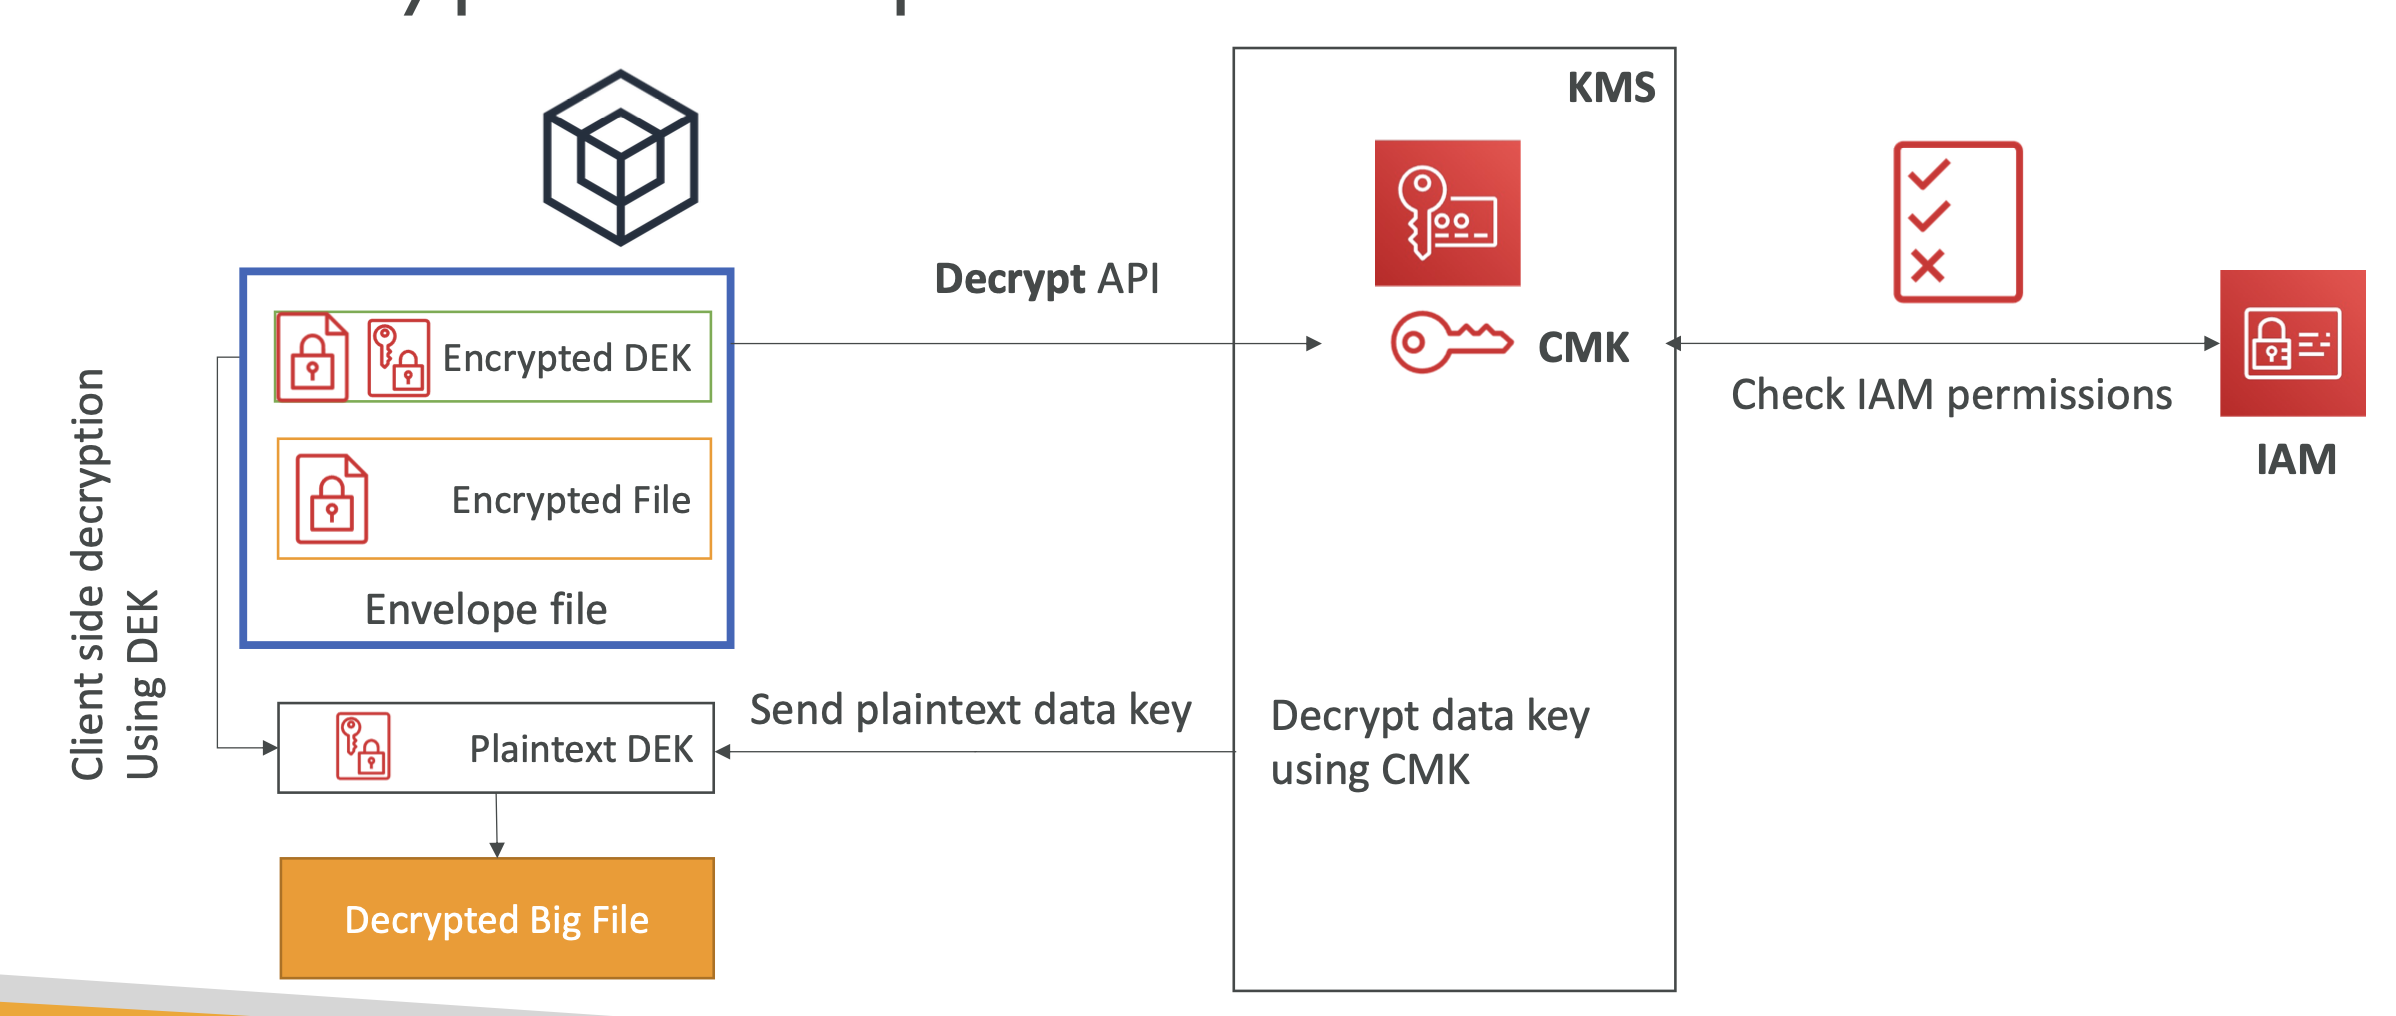 KMS
Decrypt API
Encrypted DEK
CMK
Check IAM permissions
IAM
Encrypted File
Envelope file
Client side decryption
Using DEK
Send plaintext data key
Decrypt data key
using CMK
Plaintext DEK
Decrypted Big File